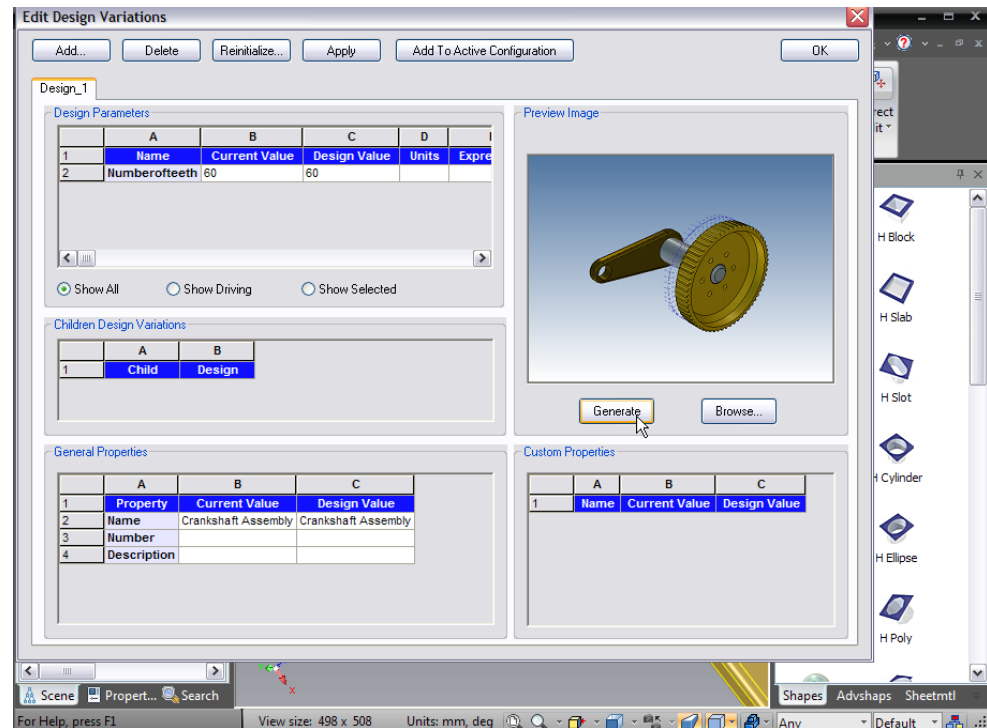 Edit Design Variations
Add... Delete Reinitialize... Apply Add To Active Configuration OK
Design_1
Design Parameters
A B C D
1 Name Current Value Design Value Units Expre
2 Numberofteeth 60 60
Show All Show Driving Show Selected
Children Design Variations
A B
1 Child Design
Preview Image
Generate Browse...
General Properties
A B C
1 Property Current Value Design Value
2 Name Crankshaft Assembly Crankshaft Assembly
3 Number
4 Description
Custom Properties
A B C
1 Name Current Value Design Value
rect
it
H Block
H Slab
H Slot
H Cylinder
H Ellipse
H Poly
Scene Propert... Search
Shapes Advshaps Sheetmtl
For Help, press F1 View size: 498 x 508 Units: mm, deg Any Default